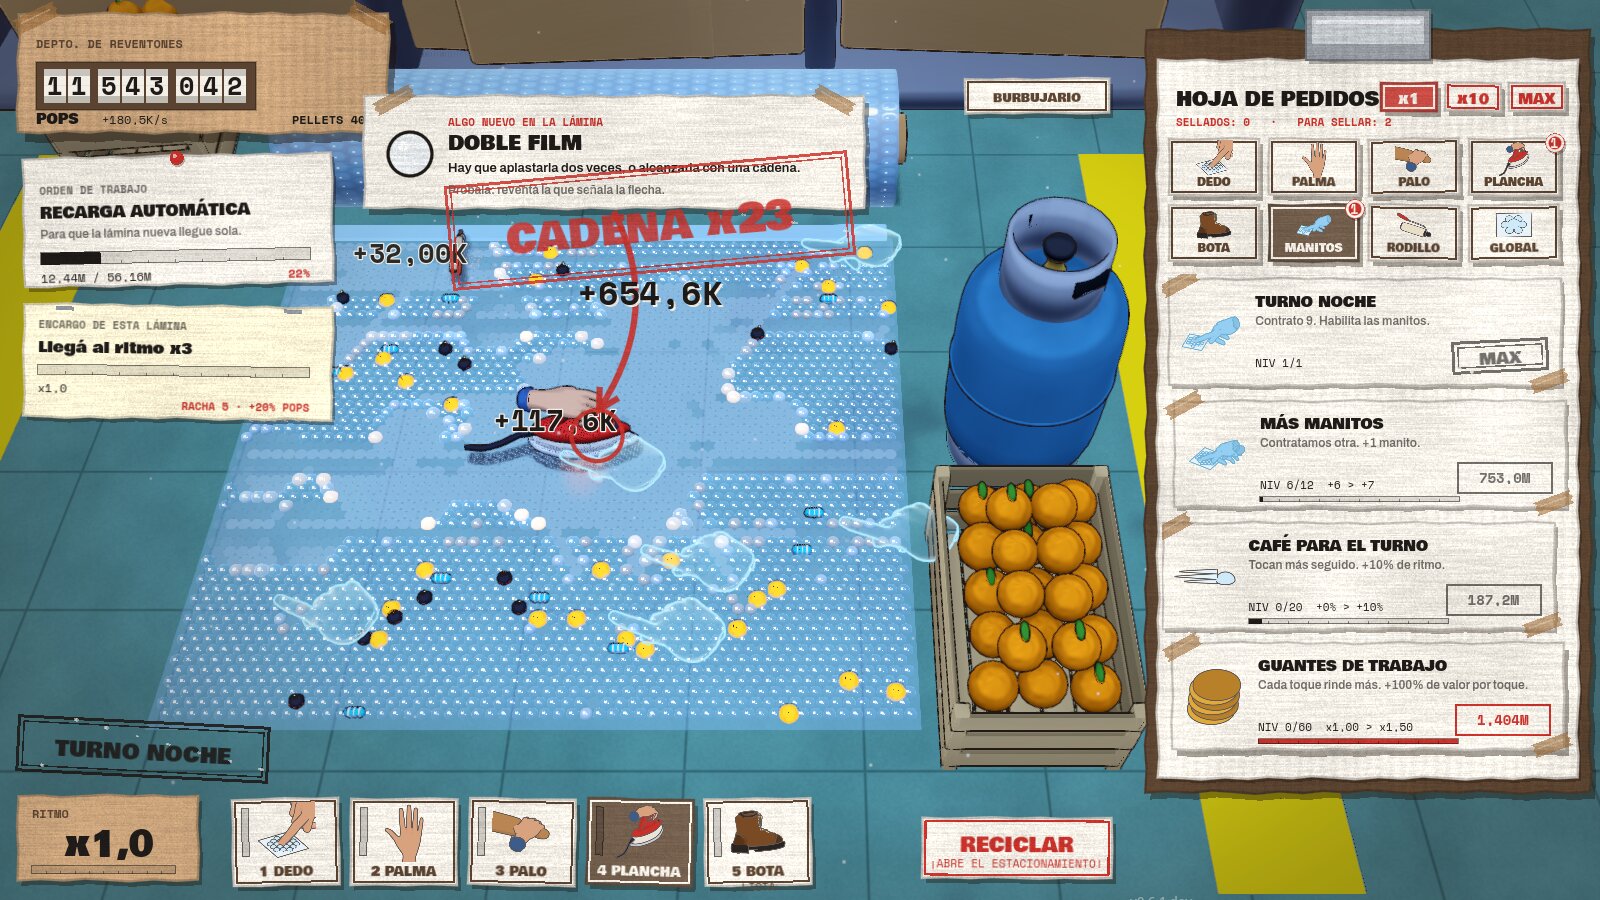 DEPTO. DE REVENTONES
11 543 042
POPS +180,5K/s PELLETS 40
ORDEN DE TRABAJO
RECARGA AUTOMÁTICA
Para que la lámina nueva llegue sola.
12,44M / 56,16M 22%
ENCARGO DE ESTA LÁMINA
Llegá al ritmo x3
x1,0
RACHA 5 · +20% POPS
ALGO NUEVO EN LA LÁMINA
DOBLE FILM
Hay que aplastarla dos veces, o alcanzarla con una cadena.
Probala: reventá la que señala la flecha.
CADENA x23
+32,00K
+654,6K
+117,6K
BURBUJARIO
HOJA DE PEDIDOS x1 x10 MAX
SELLADOS: 0 · PARA SELLAR: 2
DEDO PALMA PALO PLANCHA 1
BOTA MANITOS 1 RODILLO GLOBAL
TURNO NOCHE
Contrato 9. Habilita las manitos.
NIV 1/1 MAX
MÁS MANITOS
Contratamos otra. +1 manito.
NIV 6/12 +6 > +7 753,0M
CAFÉ PARA EL TURNO
Tocan más seguido. +10% de ritmo.
NIV 0/20 +0% > +10% 187,2M
GUANTES DE TRABAJO
Cada toque rinde más. +100% de valor por toque.
NIV 0/60 x1,00 > x1,50 1,404M
TURNO NOCHE
RITMO
x1,0
1 DEDO 2 PALMA 3 PALO 4 PLANCHA 5 BOTA
RECICLAR
¡ABRE EL ESTACIONAMIENTO!